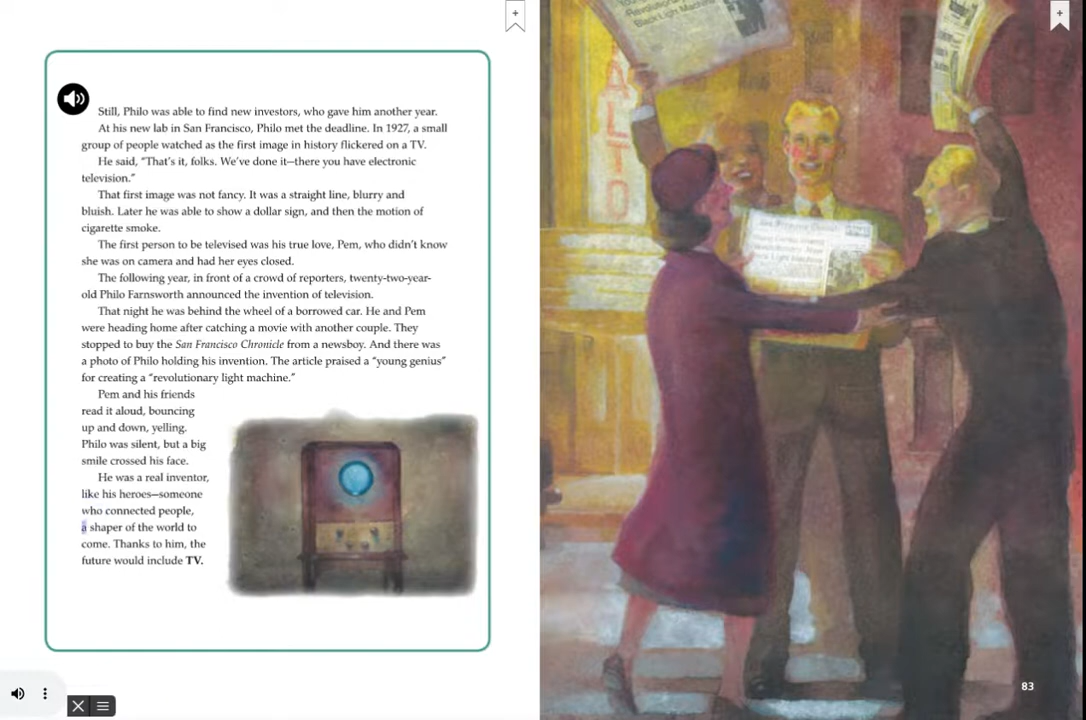 Still, Philo was able to find new investors, who gave him another year.
At his new lab in San Francisco, Philo met the deadline. In 1927, a small
group of people watched as the first image in history flickered on a TV.
He said, “That’s it, folks. We’ve done it—there you have electronic
television.”
That first image was not fancy. It was a straight line, blurry and
bluish. Later he was able to show a dollar sign, and then the motion of
cigarette smoke.
The first person to be televised was his true love, Pem, who didn’t know
she was on camera and had her eyes closed.
The following year, in front of a crowd of reporters, twenty-two-year-
old Philo Farnsworth announced the invention of television.
That night he was behind the wheel of a borrowed car. He and Pem
were heading home after catching a movie with another couple. They
stopped to buy the San Francisco Chronicle from a newsboy. And there was
a photo of Philo holding his invention. The article praised a “young genius”
for creating a “revolutionary light machine.”
Pem and his friends
read it aloud, bouncing
up and down, yelling.
Philo was silent, but a big
smile crossed his face.
He was a real inventor,
like his heroes—someone
who connected people,
a shaper of the world to
come. Thanks to him, the
future would include TV.
Revolutionary
Light Machine
ALTO
Light Machine
83